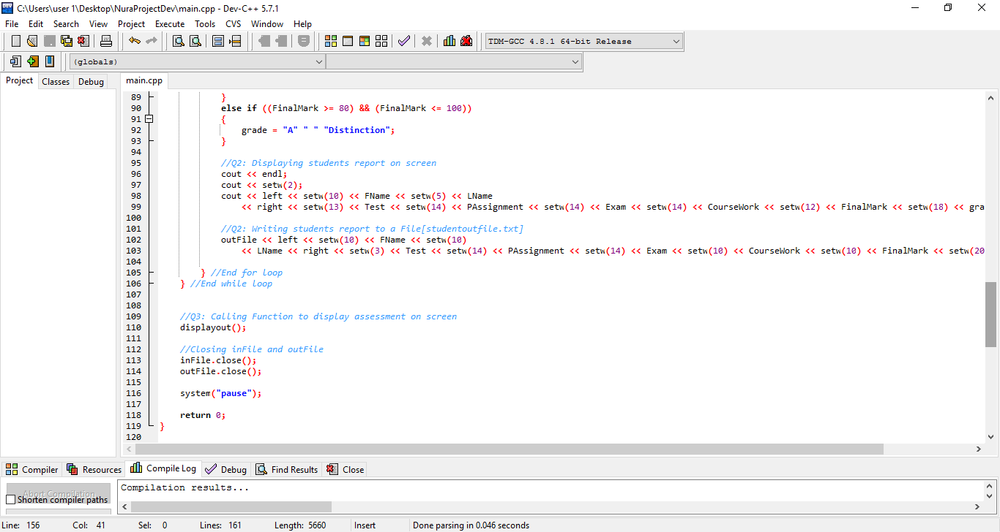 C:\Users\user 1\Desktop\NuraProjectDev\main.cpp - Dev-C++ 5.7.1
File Edit Search View Project Execute Tools CVS Window Help
TDM-GCC 4.8.1 64-bit Release
(globals)
Project Classes Debug main.cpp
89 }
90 else if ((FinalMark >= 80) && (FinalMark <= 100))
91 {
92 grade = "A" " " "Distinction";
93 }
94
95 //Q2: Displaying students report on screen
96 cout << endl;
97 cout << setw(2);
98 cout << left << setw(10) << FName << setw(5) << LName
99 << right << setw(13) << Test << setw(14) << PAssignment << setw(14) << Exam << setw(14) << CourseWork << setw(12) << FinalMark << setw(18) << gra
100
101 //Q2: Writing students report to a File[studentoutfile.txt]
102 outFile << left << setw(10) << FName << setw(10)
103 << LName << right << setw(3) << Test << setw(14) << PAssignment << setw(14) << Exam << setw(10) << CourseWork << setw(10) << FinalMark << setw(20
104
105 } //End for loop
106 } //End while loop
107
108
109 //Q3: Calling Function to display assessment on screen
110 displayout();
111
112 //Closing inFile and outFile
113 inFile.close();
114 outFile.close();
115
116 system("pause");
117
118 return 0;
119 }
120
Compiler Resources Compile Log Debug Find Results Close
Abort Compilation
Shorten compiler paths
Compilation results...
Line: 156 Col: 41 Sel: 0 Lines: 161 Length: 5660 Insert Done parsing in 0.046 seconds